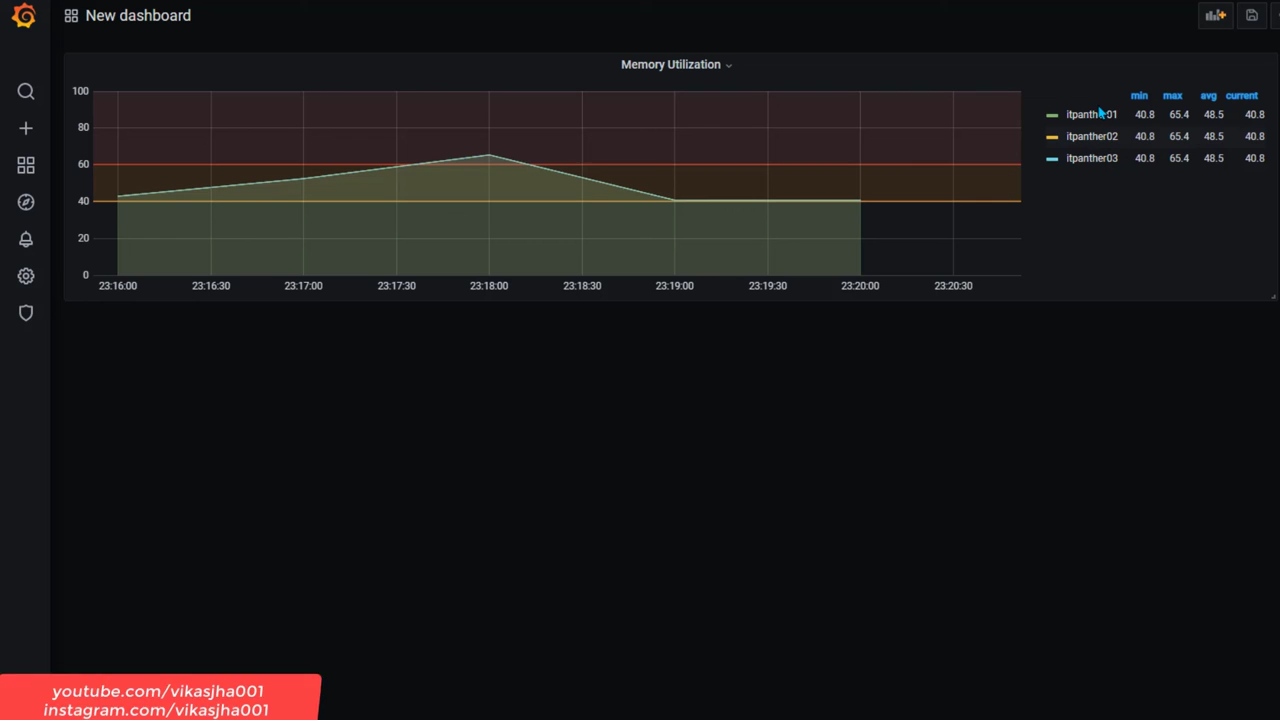 New dashboard
Memory Utilization
100
80
60
40
20
0
23:16:00 23:16:30 23:17:00 23:17:30 23:18:00 23:18:30 23:19:00 23:19:30 23:20:00 23:20:30
min max avg current
itpanther01 40.8 65.4 48.5 40.8
itpanther02 40.8 65.4 48.5 40.8
itpanther03 40.8 65.4 48.5 40.8
youtube.com/vikasjha001
instagram.com/vikasjha001